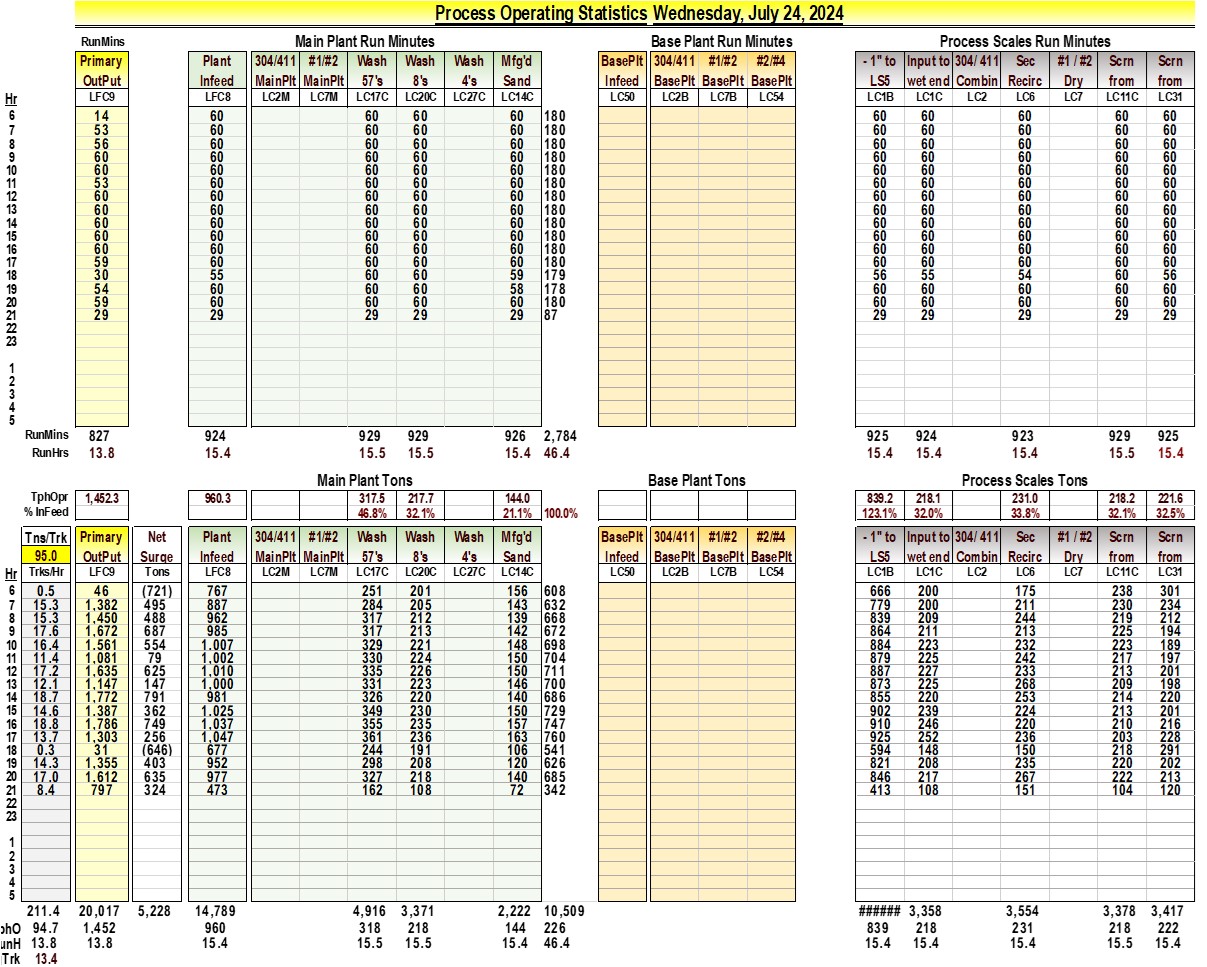 Process Operating Statistics Wednesday, July 24, 2024
RunMins Main Plant Run Minutes Base Plant Run Minutes Process Scales Run Minutes
Primary Plant 304/411 #1/#2 Wash Wash Wash Mfg'd BasePlt 304/411 #1/#2 #2/#4 - 1" to Input to 304/ 411 Sec #1 / #2 Scrn Scrn
OutPut Infeed MainPlt MainPlt 57's 8's 4's Sand Infeed BasePlt BasePlt BasePlt LS5 wet end Combin Recirc Dry from from
Hr LFC9 LFC8 LC2M LC7M LC17C LC20C LC27C LC14C LC50 LC2B LC7B LC54 LC1B LC1C LC2 LC6 LC7 LC11C LC31
6 14 60 60 60 60 180 60 60 60 60 60
7 53 60 60 60 60 180 60 60 60 60 60
8 56 60 60 60 60 180 60 60 60 60 60
9 60 60 60 60 60 180 60 60 60 60 60
10 60 60 60 60 60 180 60 60 60 60 60
11 53 60 60 60 60 180 60 60 60 60 60
12 60 60 60 60 60 180 60 60 60 60 60
13 60 60 60 60 60 180 60 60 60 60 60
14 60 60 60 60 60 180 60 60 60 60 60
15 60 60 60 60 60 180 60 60 60 60 60
16 60 60 60 60 60 180 60 60 60 60 60
17 59 60 60 60 60 180 60 60 60 60 60
18 30 55 60 60 59 179 56 55 54 60 56
19 54 60 60 60 58 178 60 60 60 60 60
20 59 60 60 60 60 180 60 60 60 60 60
21 29 29 29 29 29 87 29 29 29 29 29
22
23
1
2
3
4
5
RunMins 827 924 929 929 926 2,784 925 924 923 929 925
RunHrs 13.8 15.4 15.5 15.5 15.4 46.4 15.4 15.4 15.4 15.5 15.4
Main Plant Tons Base Plant Tons Process Scales Tons
TphOpr 1,452.3 960.3 317.5 217.7 144.0 839.2 218.1 231.0 218.2 221.6
% InFeed 46.8% 32.1% 21.1% 100.0% 123.1% 32.0% 33.8% 32.1% 32.5%
Tns/Trk Primary Net Plant 304/411 #1/#2 Wash Wash Wash Mfg'd BasePlt 304/411 #1/#2 #2/#4 - 1" to Input to 304/ 411 Sec #1 / #2 Scrn Scrn
95.0 OutPut Surge Infeed MainPlt MainPlt 57's 8's 4's Sand Infeed BasePlt BasePlt BasePlt LS5 wet end Combin Recirc Dry from from
Hr Trks/Hr LFC9 Tons LFC8 LC2M LC7M LC17C LC20C LC27C LC14C LC50 LC2B LC7B LC54 LC1B LC1C LC2 LC6 LC7 LC11C LC31
6 0.5 46 (721) 767 251 201 156 608 666 200 175 238 301
7 15.3 1,382 495 887 284 205 143 632 779 200 211 230 234
8 15.3 1,450 488 962 317 212 139 668 839 209 244 219 212
9 17.6 1,672 687 985 317 213 142 672 864 211 213 225 194
10 16.4 1,561 554 1,007 329 221 148 698 884 223 232 223 189
11 11.4 1,081 79 1,002 330 224 150 704 879 225 242 217 197
12 17.2 1,635 625 1,010 335 226 150 711 887 227 233 213 201
13 12.1 1,147 147 1,000 331 223 146 700 873 225 268 209 198
14 18.7 1,772 791 981 326 220 140 686 855 220 253 214 220
15 14.6 1,387 362 1,025 349 230 150 729 902 239 224 213 201
16 18.8 1,786 749 1,037 355 235 157 747 910 246 220 210 216
17 13.7 1,303 256 1,047 361 236 163 760 925 252 236 203 228
18 0.3 31 (646) 677 244 191 106 541 594 148 150 218 291
19 14.3 1,355 403 952 298 208 120 626 821 208 235 220 202
20 17.0 1,612 635 977 327 218 140 685 846 217 267 222 213
21 8.4 797 324 473 162 108 72 342 413 108 151 104 120
22
23
1
2
3
4
5
211.4 20,017 5,228 14,789 4,916 3,371 2,222 10,509 ###### 3,358 3,554 3,378 3,417
phO 94.7 1,452 960 318 218 144 226 839 218 231 218 222
unH 13.8 13.8 15.4 15.5 15.5 15.4 46.4 15.4 15.4 15.4 15.5 15.4
Trk 13.4